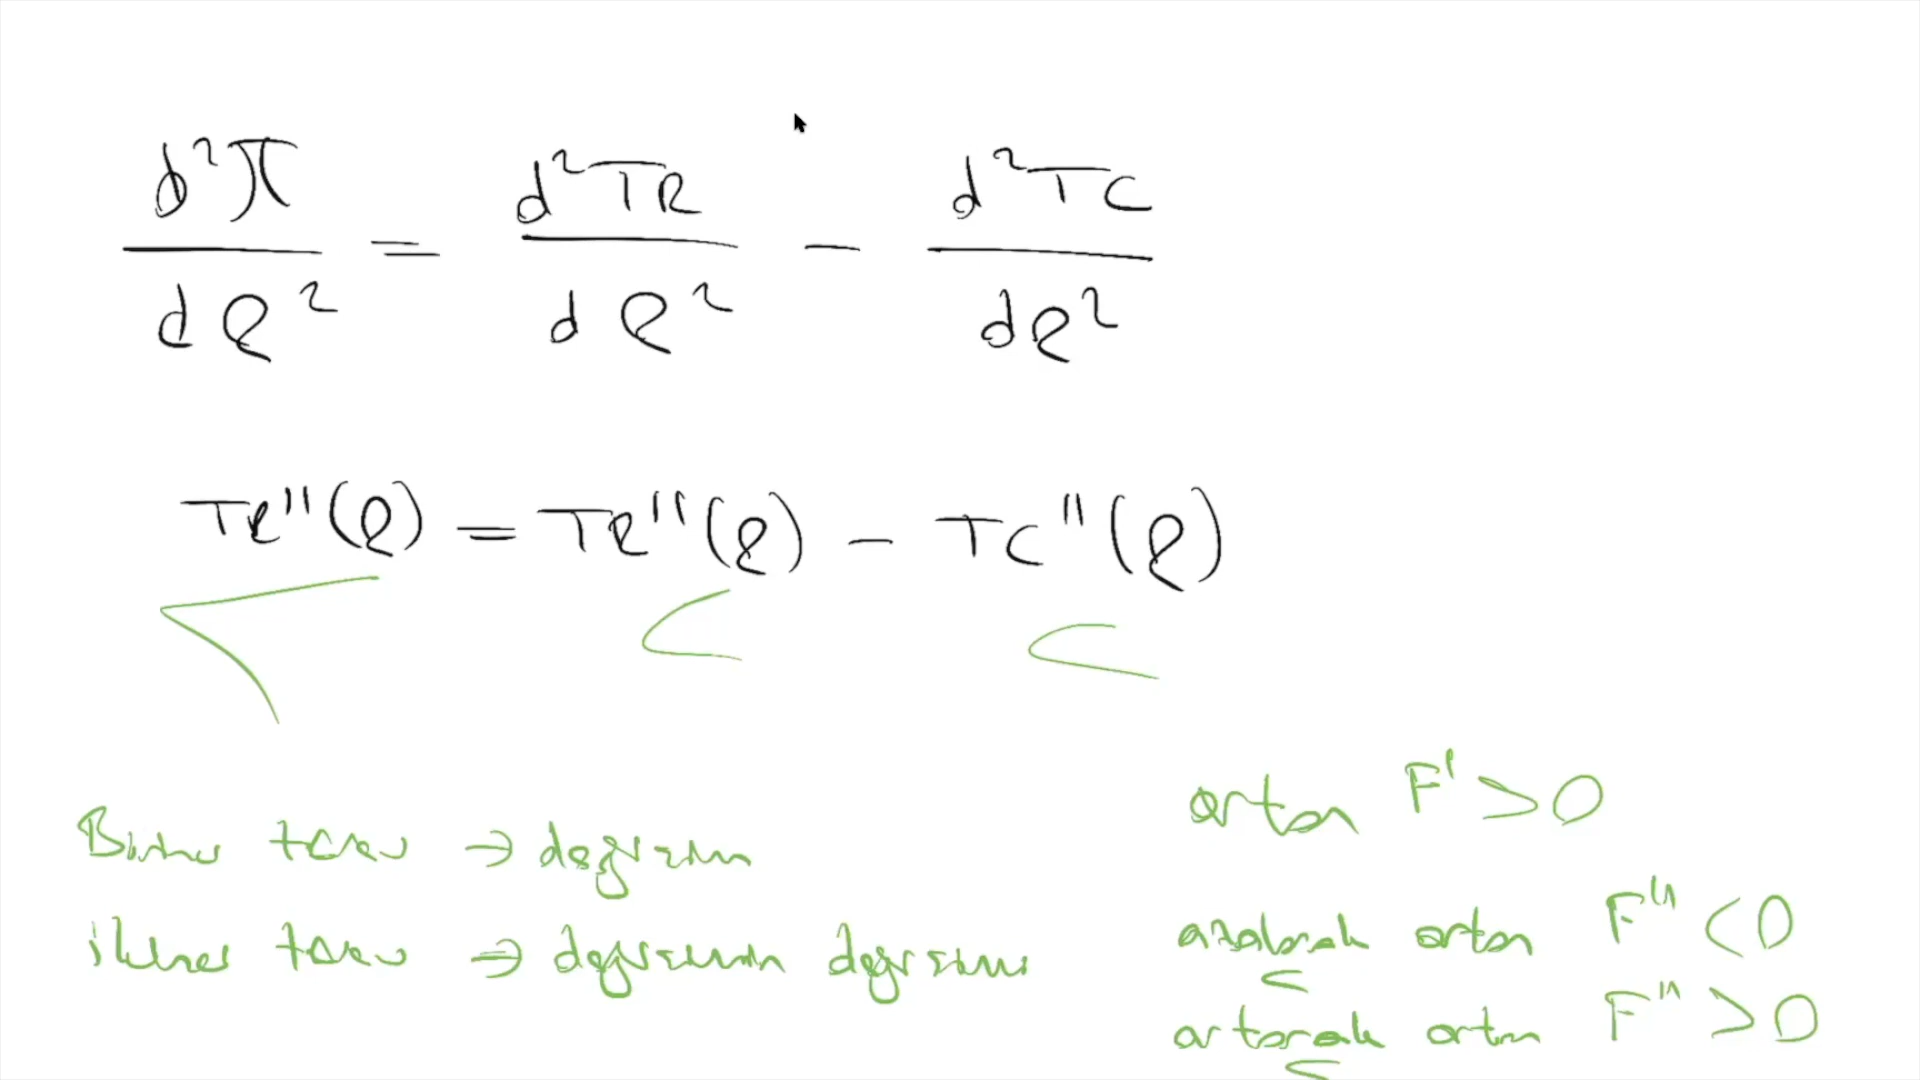 d²π/dQ² = d²TR/dQ² - d²TC/dQ²
TR''(Q) = TR''(Q) - TC''(Q)
artan F' > 0
Birinci türev → değişim
azalarak artan F'' < 0
ikinci türev → değişimin değişimi
artarak artan F'' > 0